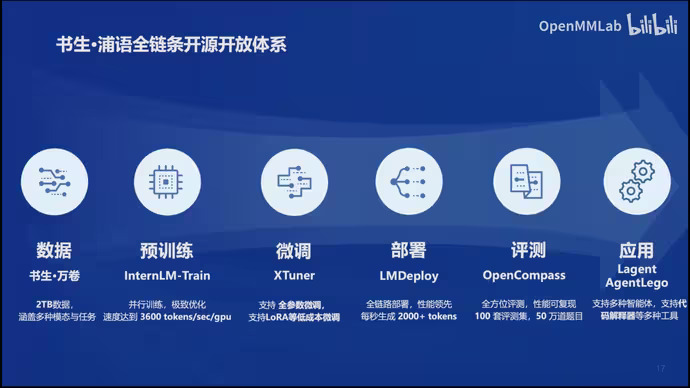 OpenMMLab bilibili
书生·浦语全链条开源开放体系
数据
书生·万卷
2TB数据，
涵盖多种模态与任务
预训练
InternLM-Train
并行训练，极致优化
速度达到 3600 tokens/sec/gpu
微调
XTuner
支持 全参数微调，
支持LoRA等低成本微调
部署
LMDeploy
全链路部署，性能领先
每秒生成 2000+ tokens
评测
OpenCompass
全方位评测，性能可复现
100 套评测集，50 万道题目
应用
Lagent
AgentLego
支持多种智能体，支持代
码解释器等多种工具
17